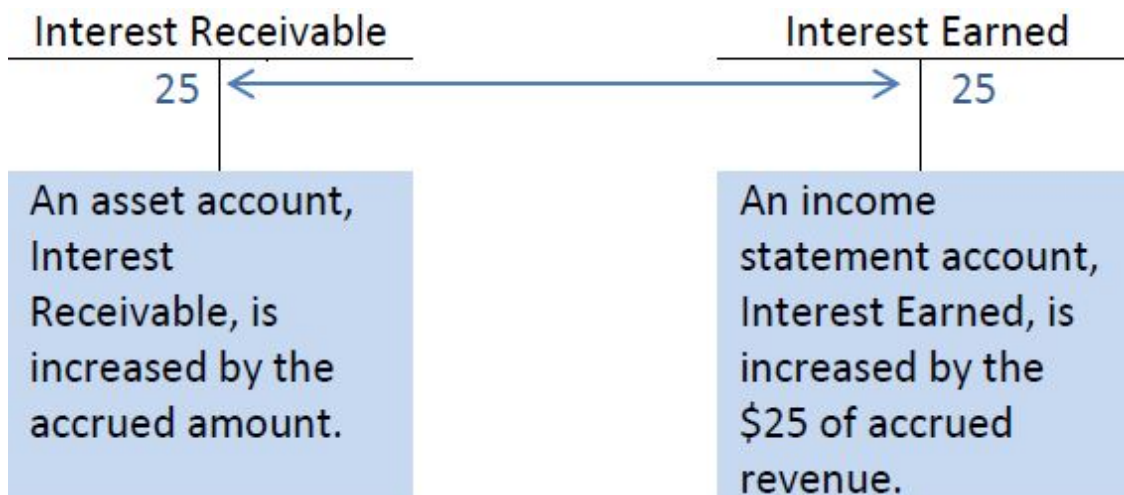 Interest Receivable
25
An asset account,
Interest
Receivable, is
increased by the
accrued amount.
Interest Earned
25
An income
statement account,
Interest Earned, is
increased by the
$25 of accrued
revenue.